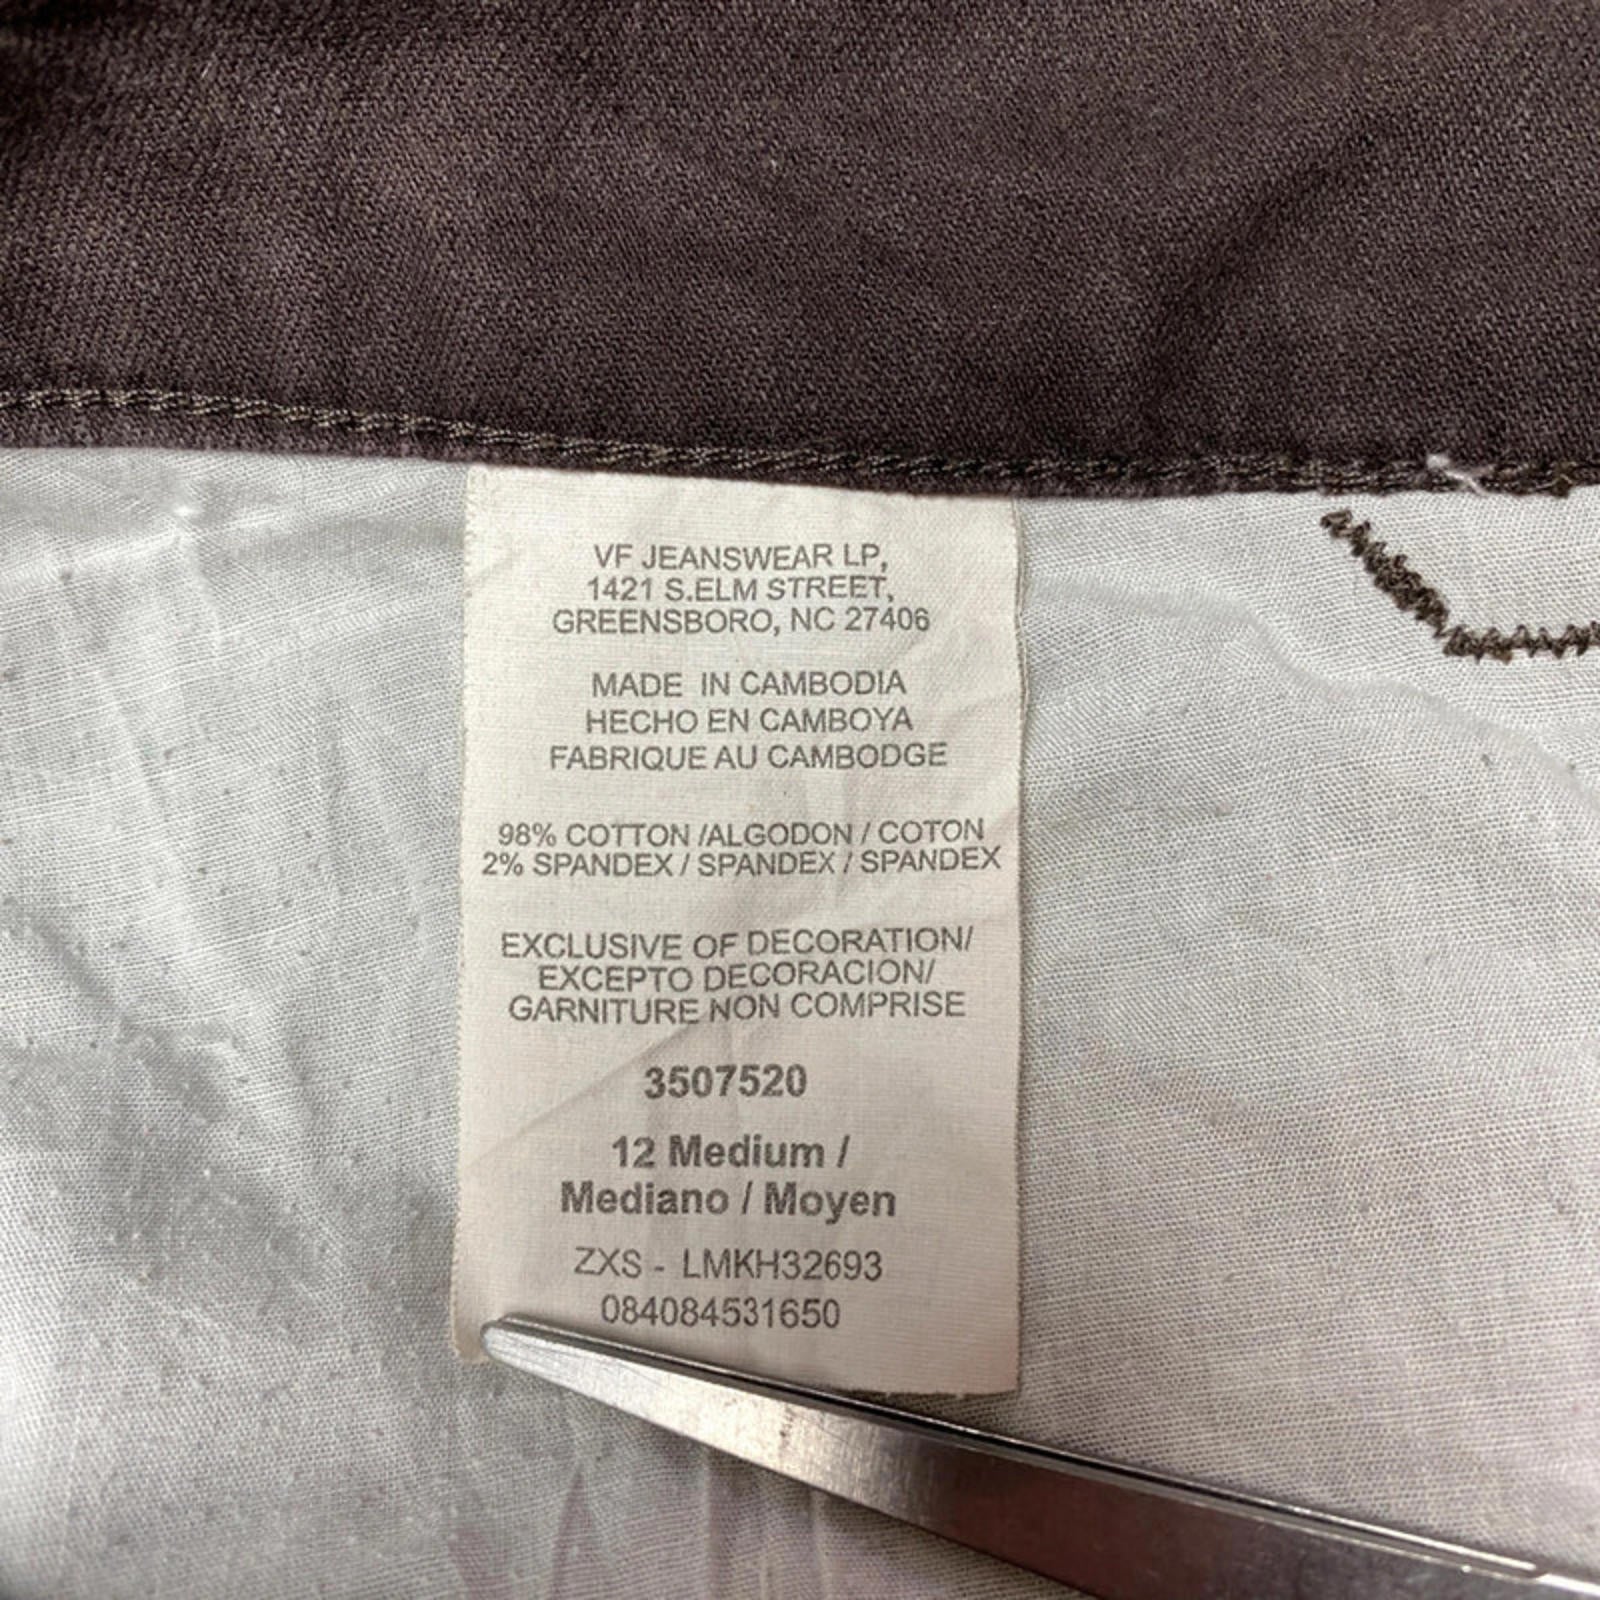 VF JEANSWEAR LP,
1421 S.ELM STREET,
GREENSBORO, NC 27406
MADE IN CAMBODIA
HECHO EN CAMBOYA
FABRIQUE AU CAMBODGE
98% COTTON /ALGODON / COTON
2% SPANDEX / SPANDEX / SPANDEX
EXCLUSIVE OF DECORATION/
EXCEPTO DECORACION/
GARNITURE NON COMPRISE
3507520
12 Medium /
Mediano / Moyen
ZXS - LMKH32693
084084531650